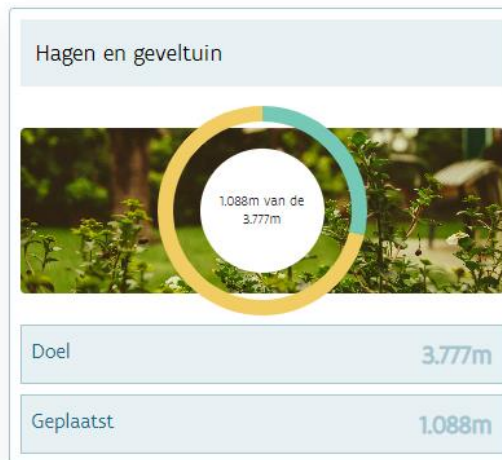 Hagen en geveltuin
1.088m van de
3.777m
Doel
3.777m
Geplaatst
1.088m